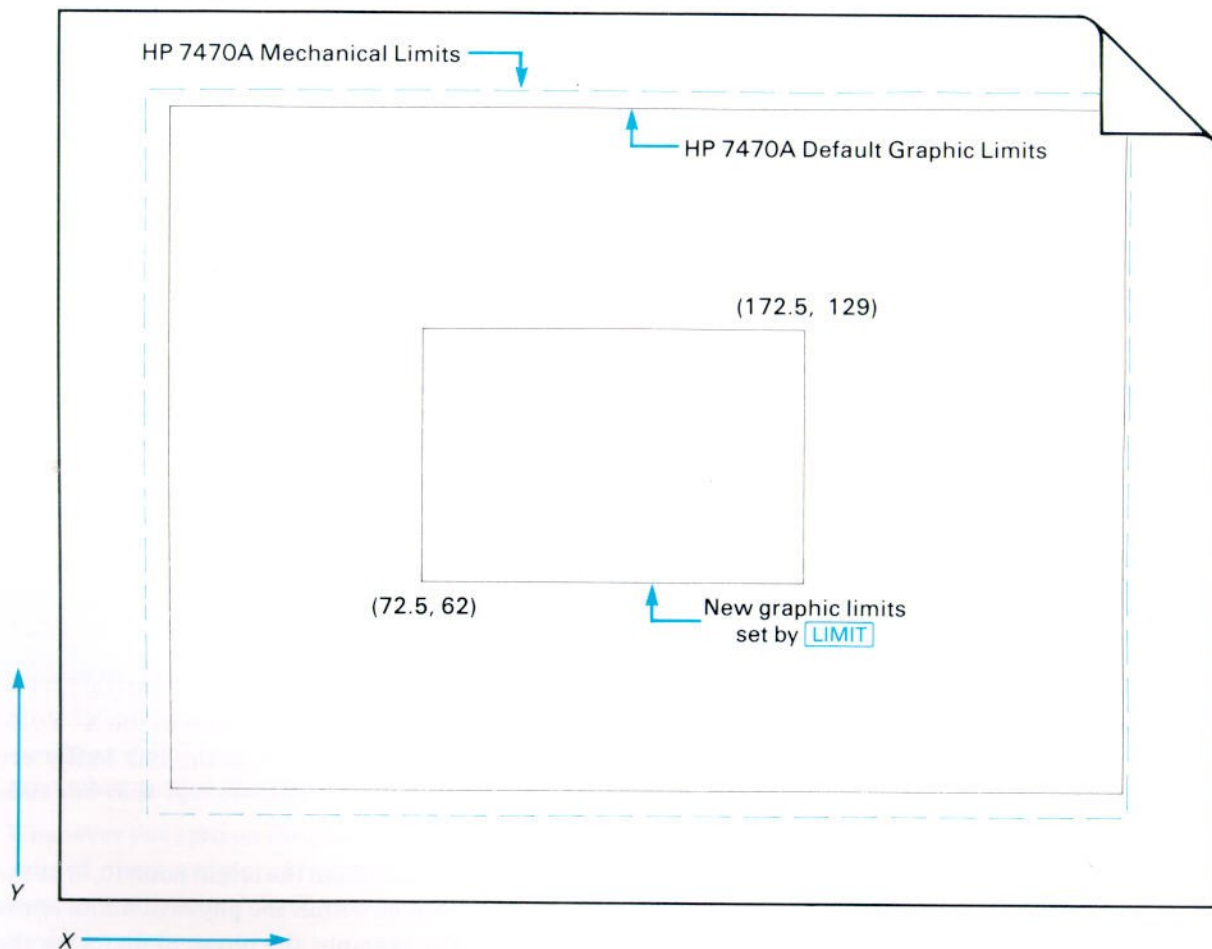 HP 7470A Mechanical Limits
HP 7470A Default Graphic Limits
(172.5, 129)
(72.5, 62)
New graphic limits
set by LIMIT
Y
X